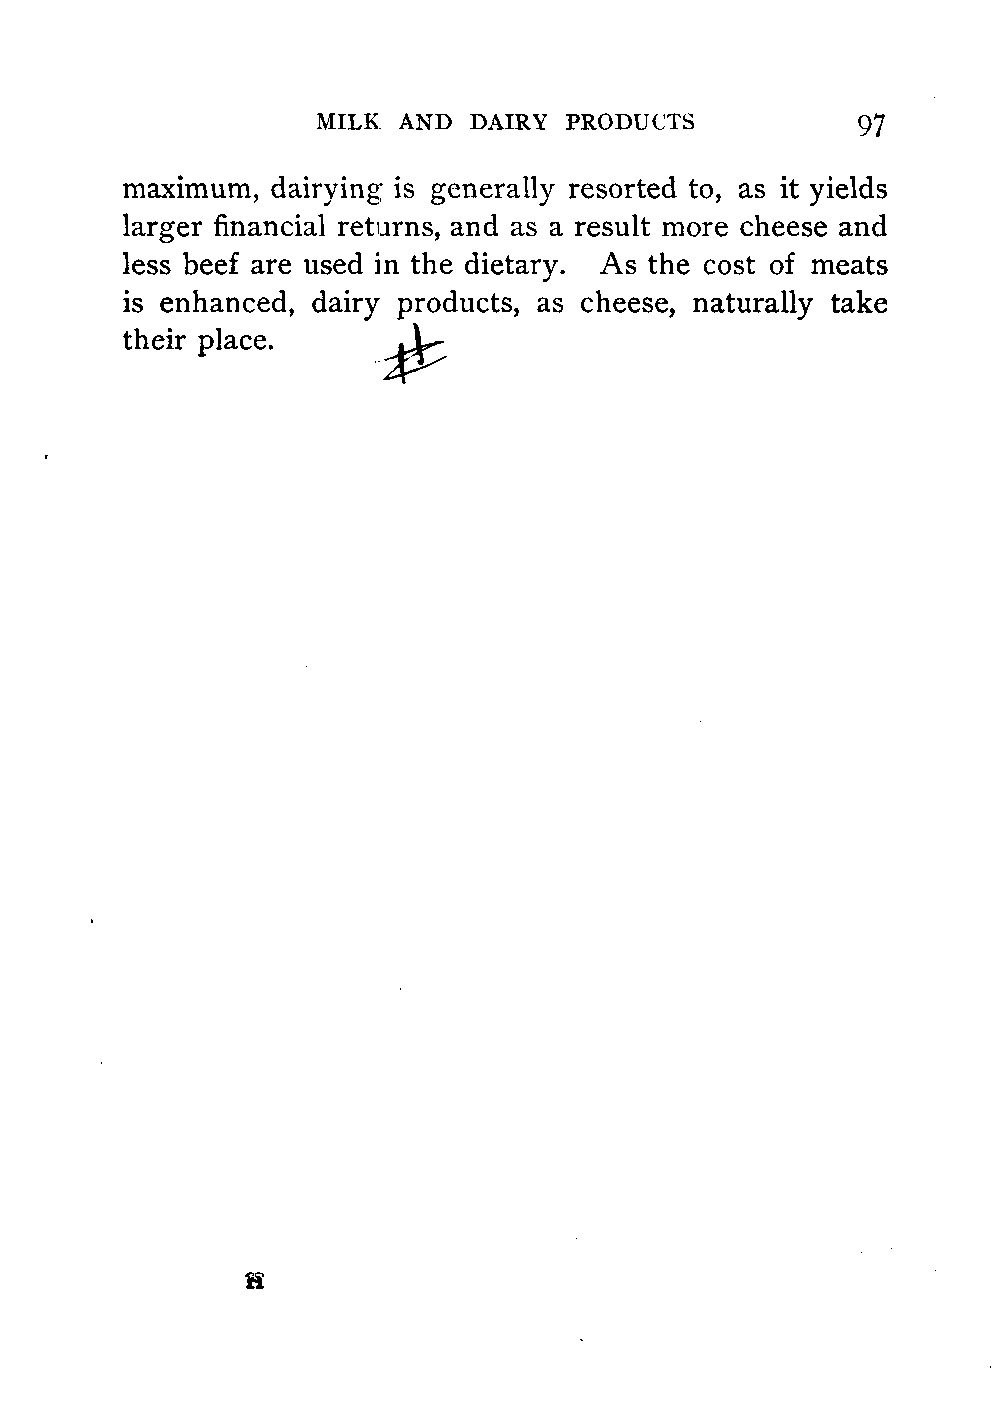 MILK AND DAIRY PRODUCTS 97
maximum, dairying is generally resorted to, as it yields
larger financial returns, and as a result more cheese and
less beef are used in the dietary. As the cost of meats
is enhanced, dairy products, as cheese, naturally take
their place.
#